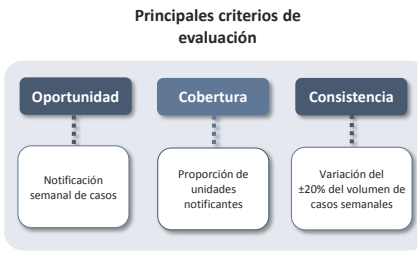 Principales criterios de
evaluación
Oportunidad
Cobertura
Consistencia
Notificación
semanal de casos
Proporción de
unidades
notificantes
Variación del
±20% del volumen de
casos semanales